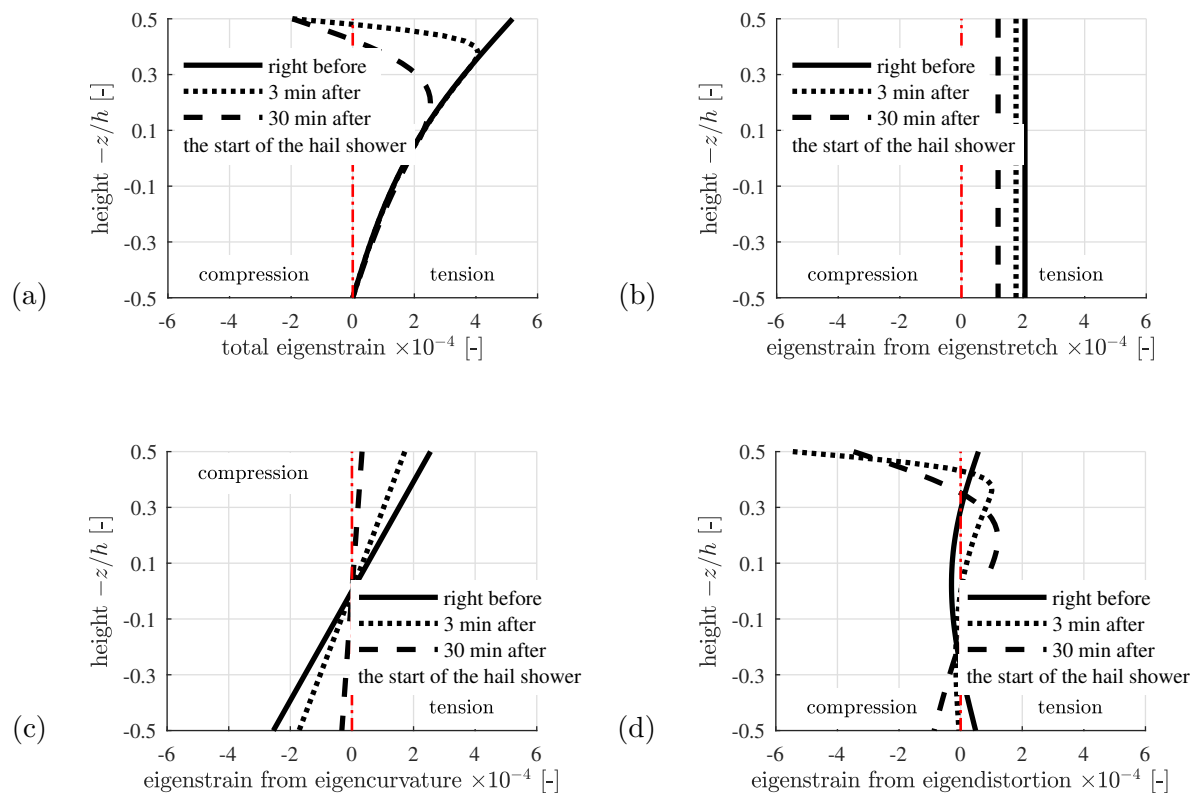 0.5
0.3
0.1
-0.1
-0.3
-0.5
height −z/h [-]
right before
3 min after
30 min after
the start of the hail shower
compression
tension
-6 -4 -2 0 2 4 6
total eigenstrain ×10⁻⁴ [-]
(a)
0.5
0.3
0.1
-0.1
-0.3
-0.5
height −z/h [-]
right before
3 min after
30 min after
the start of the hail shower
compression
tension
-6 -4 -2 0 2 4 6
eigenstrain from eigenstretch ×10⁻⁴ [-]
(b)
0.5
0.3
0.1
-0.1
-0.3
-0.5
height −z/h [-]
compression
right before
3 min after
30 min after
the start of the hail shower
tension
-6 -4 -2 0 2 4 6
eigenstrain from eigencurvature ×10⁻⁴ [-]
(c)
0.5
0.3
0.1
-0.1
-0.3
-0.5
height −z/h [-]
right before
3 min after
30 min after
the start of the hail shower
compression
tension
-6 -4 -2 0 2 4 6
eigenstrain from eigendistortion ×10⁻⁴ [-]
(d)